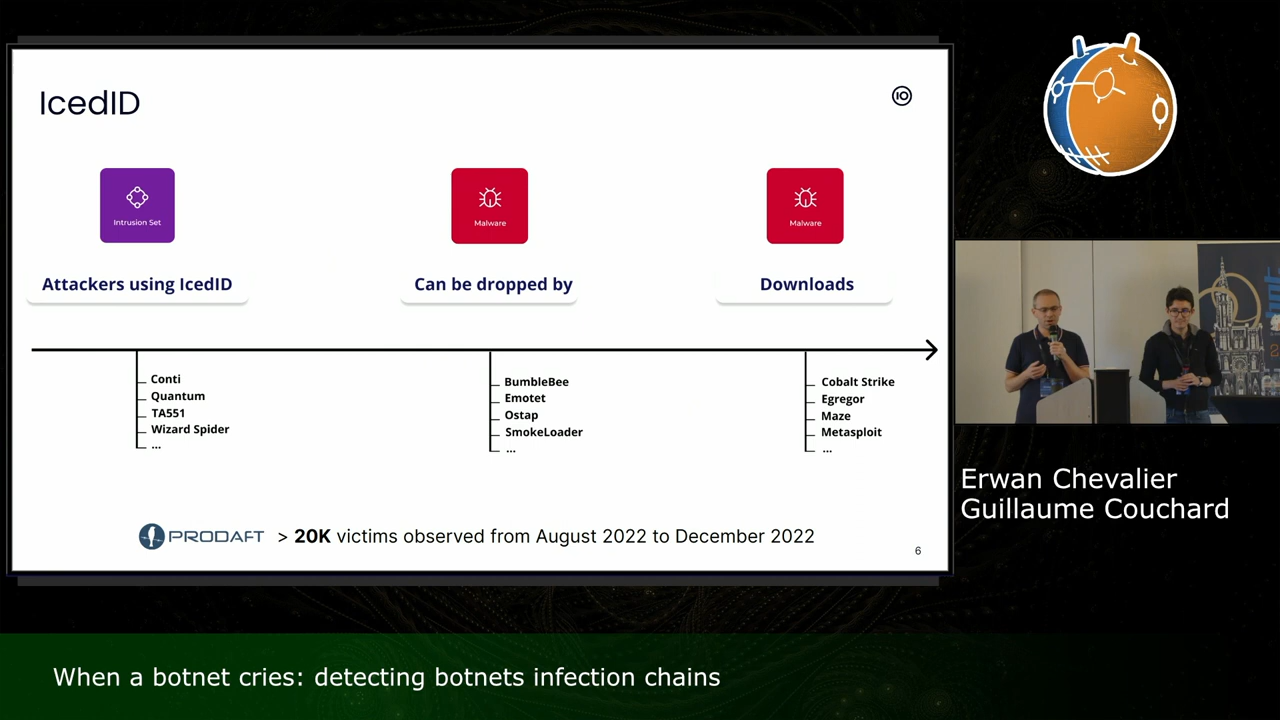 IcedID
Intrusion Set
Malware
Malware
Attackers using IcedID
Can be dropped by
Downloads
Conti
Quantum
TA551
Wizard Spider
...
BumbleBee
Emotet
Ostap
SmokeLoader
...
Cobalt Strike
Egregor
Maze
Metasploit
...
PRODAFT > 20K victims observed from August 2022 to December 2022
6
Erwan Chevalier
Guillaume Couchard
When a botnet cries: detecting botnets infection chains